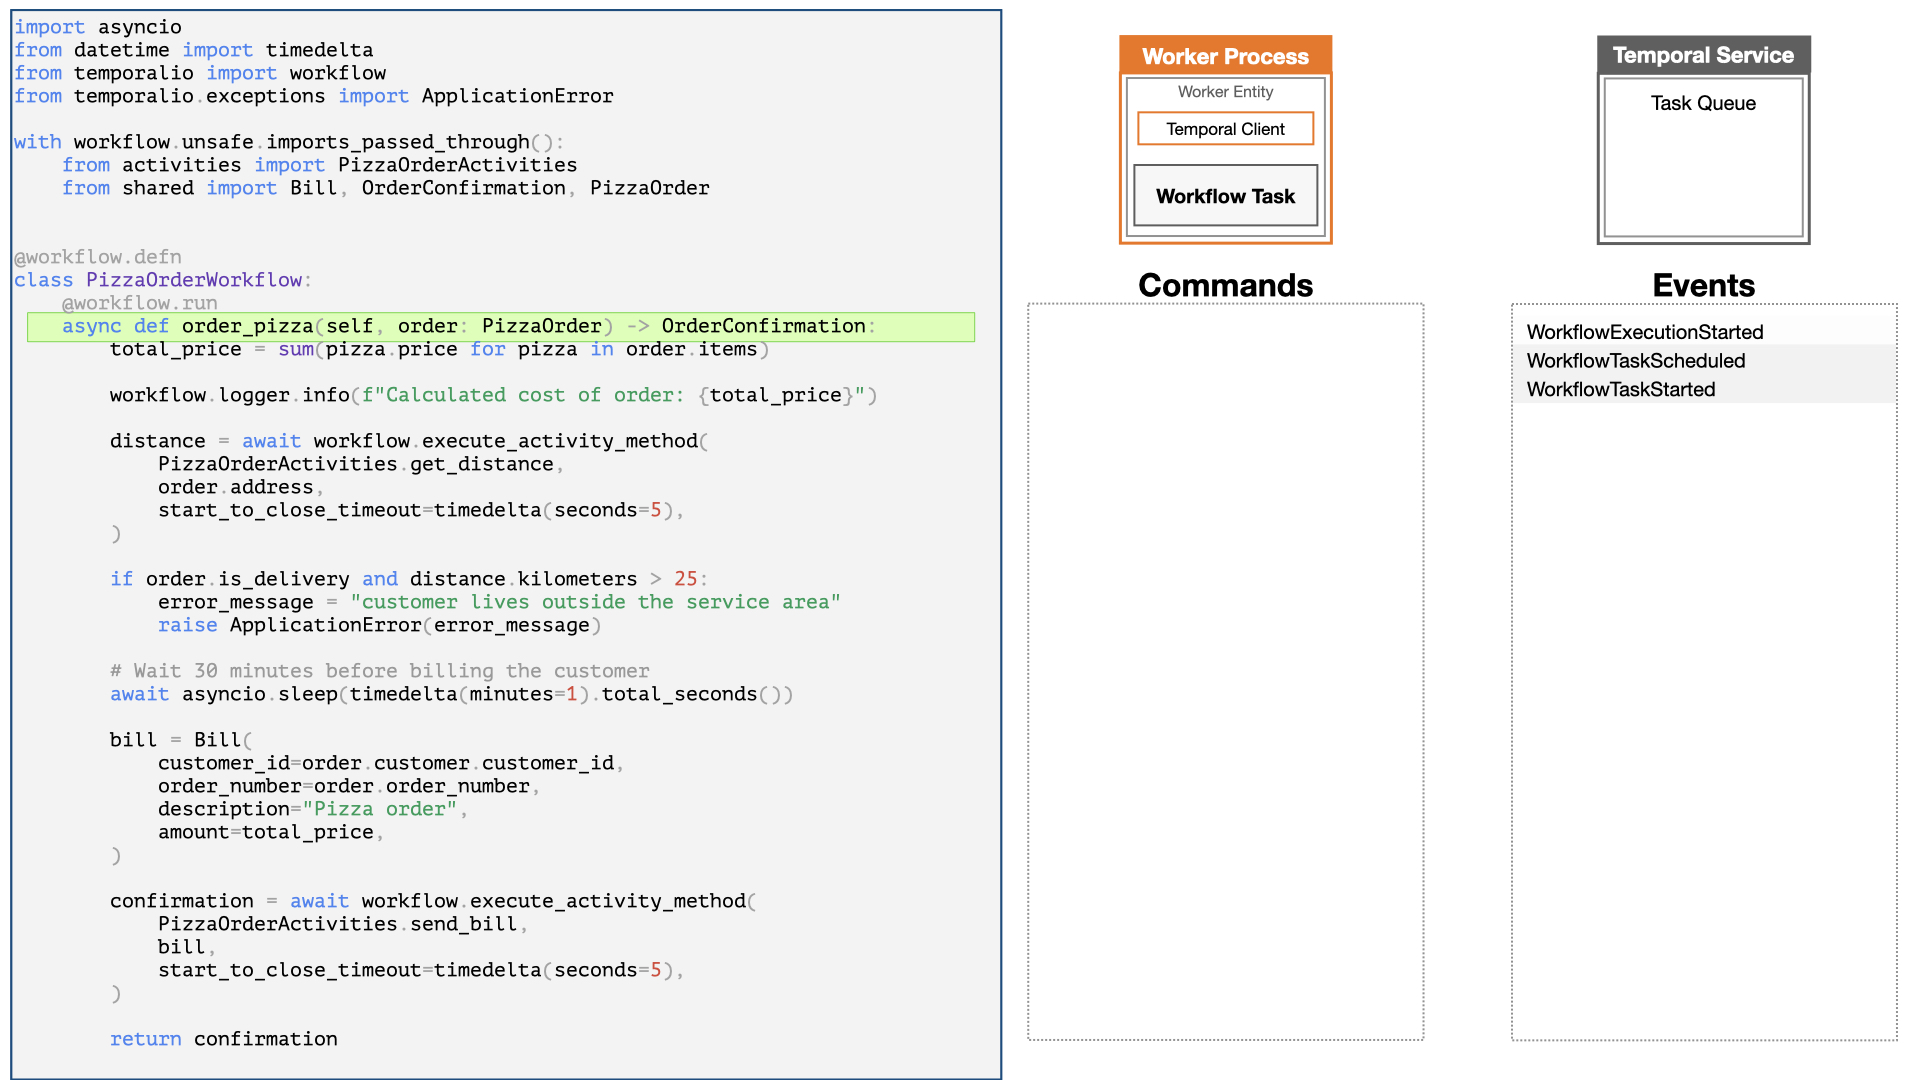 import asyncio
from datetime import timedelta
from temporalio import workflow
from temporalio.exceptions import ApplicationError

with workflow.unsafe.imports_passed_through():
    from activities import PizzaOrderActivities
    from shared import Bill, OrderConfirmation, PizzaOrder

@workflow.defn
class PizzaOrderWorkflow:
    @workflow.run
    async def order_pizza(self, order: PizzaOrder) -> OrderConfirmation:
        total_price = sum(pizza.price for pizza in order.items)

        workflow.logger.info(f"Calculated cost of order: {total_price}")

        distance = await workflow.execute_activity_method(
            PizzaOrderActivities.get_distance,
            order.address,
            start_to_close_timeout=timedelta(seconds=5),
        )

        if order.is_delivery and distance.kilometers > 25:
            error_message = "customer lives outside the service area"
            raise ApplicationError(error_message)

        # Wait 30 minutes before billing the customer
        await asyncio.sleep(timedelta(minutes=1).total_seconds())

        bill = Bill(
            customer_id=order.customer.customer_id,
            order_number=order.order_number,
            description="Pizza order",
            amount=total_price,
        )

        confirmation = await workflow.execute_activity_method(
            PizzaOrderActivities.send_bill,
            bill,
            start_to_close_timeout=timedelta(seconds=5),
        )

        return confirmation
Worker Process
Worker Entity
Temporal Client
Workflow Task
Temporal Service
Task Queue
Commands
Events
WorkflowExecutionStarted
WorkflowTaskScheduled
WorkflowTaskStarted